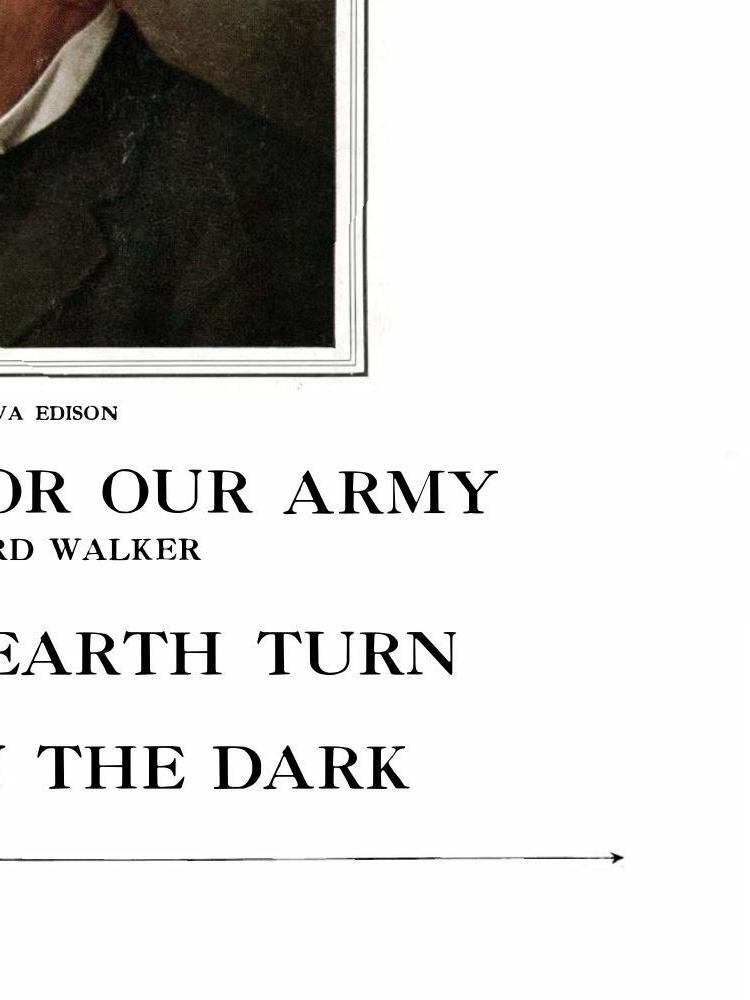 VA EDISON
OR OUR ARMY
RD WALKER
EARTH TURN
THE DARK